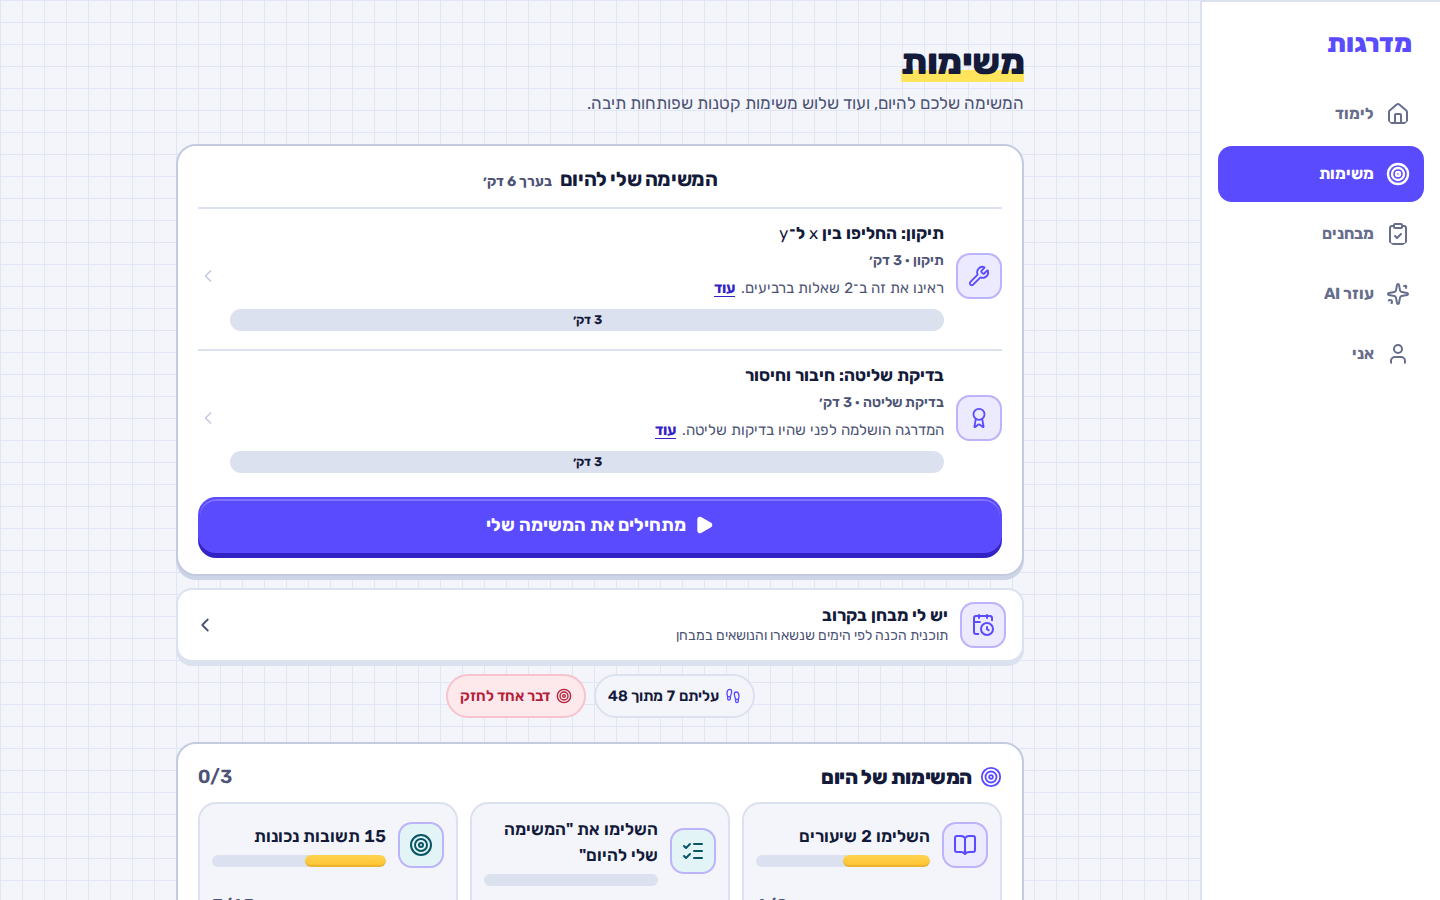 מדרגות
לימוד
משימות
מבחנים
עוזר AI
אני
משימות
המשימה שלכם להיום, ועוד שלוש משימות קטנות שפותחות תיבה.
המשימה שלי להיום בערך 6 דק׳
תיקון: החליפו בין x ל־y
תיקון · 3 דק׳
ראינו את זה ב־2 שאלות ברביעים. עוד
3 דק׳
בדיקת שליטה: חיבור וחיסור
בדיקת שליטה · 3 דק׳
המדרגה הושלמה לפני שהיו בדיקות שליטה. עוד
3 דק׳
מתחילים את המשימה שלי
יש לי מבחן בקרוב
תוכנית הכנה לפי הימים שנשארו והנושאים במבחן
עליתם 7 מתוך 48
דבר אחד לחזק
המשימות של היום
0/3
השלימו 2 שיעורים
השלימו את "המשימה
שלי להיום"
15 תשובות נכונות